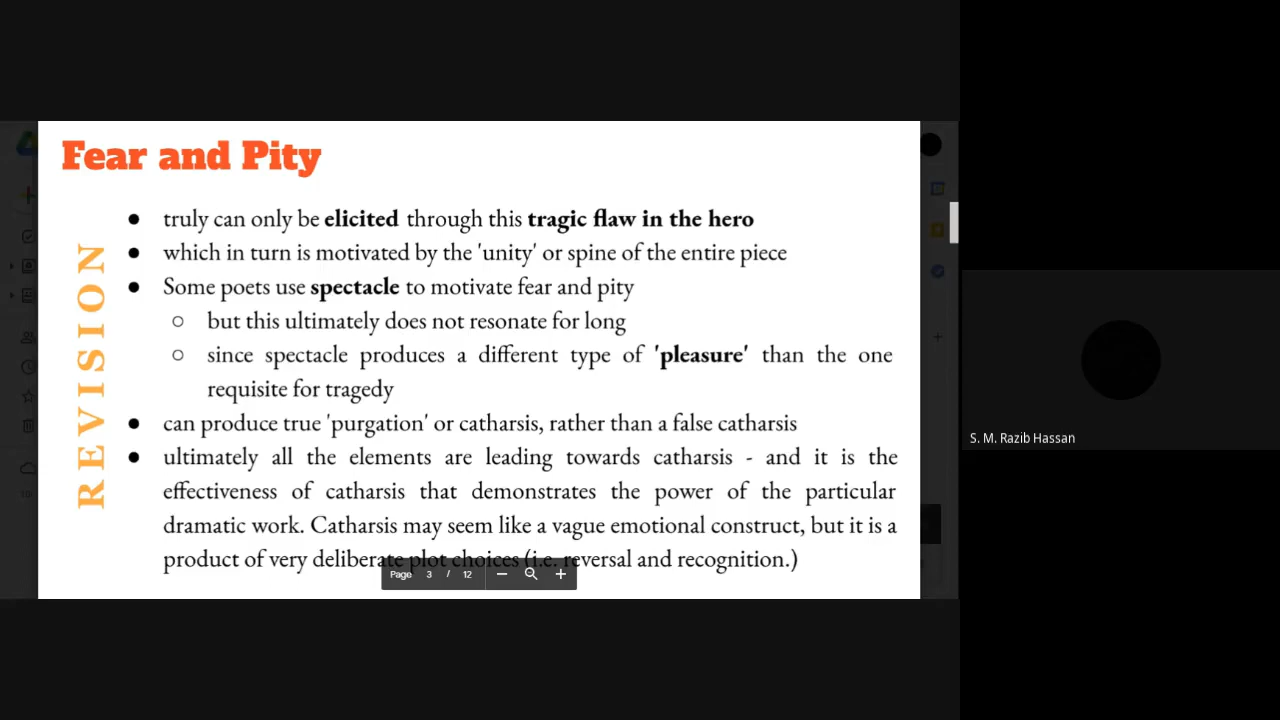 Fear and Pity
REVISION
● truly can only be elicited through this tragic flaw in the hero
● which in turn is motivated by the 'unity' or spine of the entire piece
● Some poets use spectacle to motivate fear and pity
○ but this ultimately does not resonate for long
○ since spectacle produces a different type of 'pleasure' than the one
requisite for tragedy
● can produce true 'purgation' or catharsis, rather than a false catharsis
● ultimately all the elements are leading towards catharsis - and it is the
effectiveness of catharsis that demonstrates the power of the particular
dramatic work. Catharsis may seem like a vague emotional construct, but it is a
product of very deliberate plot choices (i.e. reversal and recognition.)
Page 3 / 12
S. M. Razib Hassan